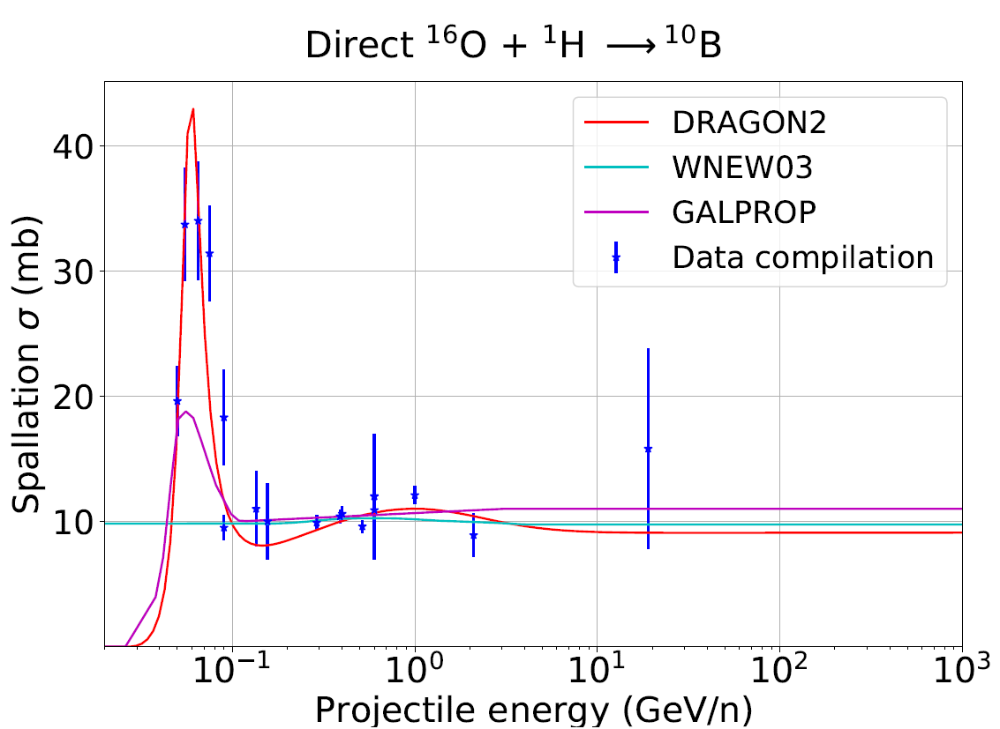 Direct ¹⁶O + ¹H ⟶ ¹⁰B
DRAGON2
WNEW03
GALPROP
Data compilation
Spallation σ (mb)
40
30
20
10
10⁻¹ 10⁰ 10¹ 10² 10³
Projectile energy (GeV/n)